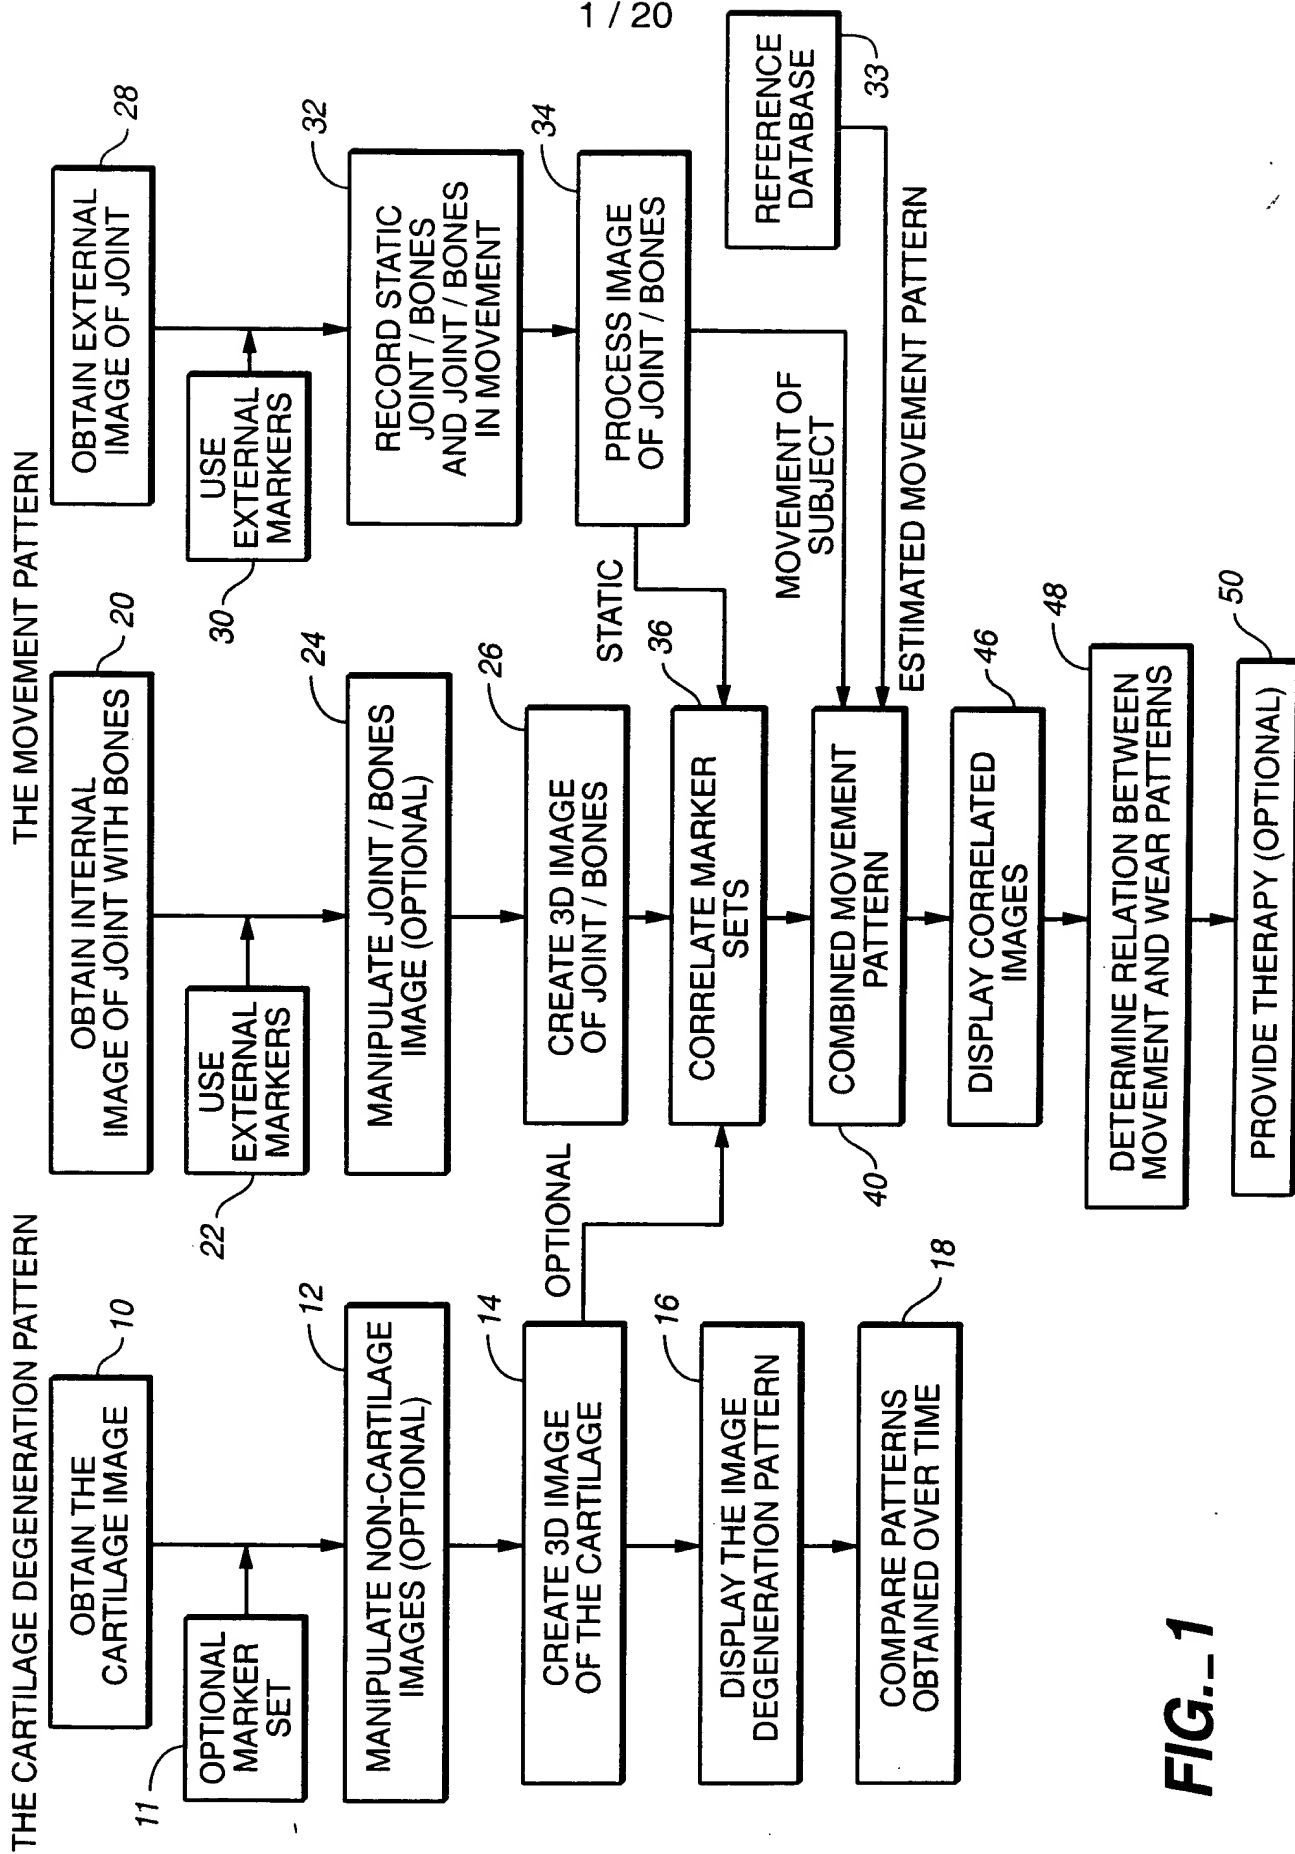 1 / 20
THE CARTILAGE DEGENERATION PATTERN
10
OBTAIN THE
CARTILAGE IMAGE
11
OPTIONAL
MARKER
SET
12
MANIPULATE NON-CARTILAGE
IMAGES (OPTIONAL)
14
CREATE 3D IMAGE
OF THE CARTILAGE
OPTIONAL
16
DISPLAY THE IMAGE
DEGENERATION PATTERN
18
COMPARE PATTERNS
OBTAINED OVER TIME
THE MOVEMENT PATTERN
20
OBTAIN INTERNAL
IMAGE OF JOINT WITH BONES
22
USE
EXTERNAL
MARKERS
24
MANIPULATE JOINT / BONES
IMAGE (OPTIONAL)
26
CREATE 3D IMAGE
OF JOINT / BONES
36
CORRELATE MARKER
SETS
40
COMBINED MOVEMENT
PATTERN
46
DISPLAY CORRELATED
IMAGES
48
DETERMINE RELATION BETWEEN
MOVEMENT AND WEAR PATTERNS
50
PROVIDE THERAPY (OPTIONAL)
28
OBTAIN EXTERNAL
IMAGE OF JOINT
30
USE
EXTERNAL
MARKERS
32
RECORD STATIC
JOINT / BONES
AND JOINT / BONES
IN MOVEMENT
34
PROCESS IMAGE
OF JOINT / BONES
STATIC
MOVEMENT OF
SUBJECT
33
REFERENCE
DATABASE
ESTIMATED MOVEMENT PATTERN
FIG._1